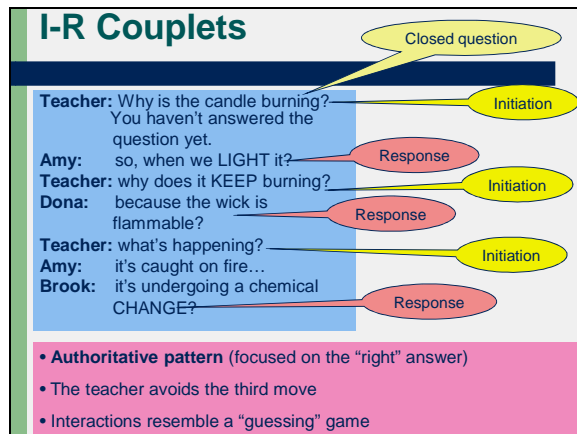 I-R Couplets
Closed question
Teacher: Why is the candle burning?
Initiation
You haven't answered the
question yet.
Amy: so, when we LIGHT it?
Response
Teacher: why does it KEEP burning?
Initiation
Dona: because the wick is
flammable?
Response
Teacher: what's happening?
Initiation
Amy: it's caught on fire…
Brook: it's undergoing a chemical
CHANGE?
Response
• Authoritative pattern (focused on the “right” answer)
• The teacher avoids the third move
• Interactions resemble a “guessing” game